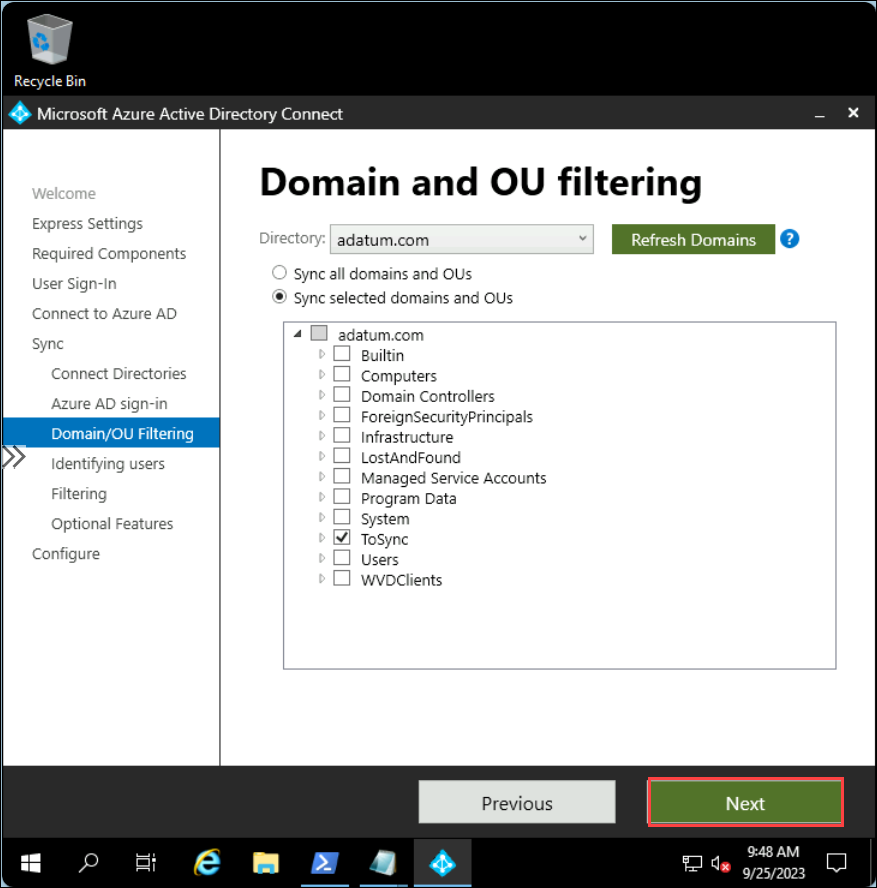 Recycle Bin
Microsoft Azure Active Directory Connect
Welcome
Express Settings
Required Components
User Sign-In
Connect to Azure AD
Sync
Connect Directories
Azure AD sign-in
Domain/OU Filtering
Identifying users
Filtering
Optional Features
Configure
Domain and OU filtering
Directory: adatum.com Refresh Domains ?
Sync all domains and OUs
Sync selected domains and OUs
adatum.com
Builtin
Computers
Domain Controllers
ForeignSecurityPrincipals
Infrastructure
LostAndFound
Managed Service Accounts
Program Data
System
ToSync
Users
WVDClients
Previous Next
9:48 AM
9/25/2023